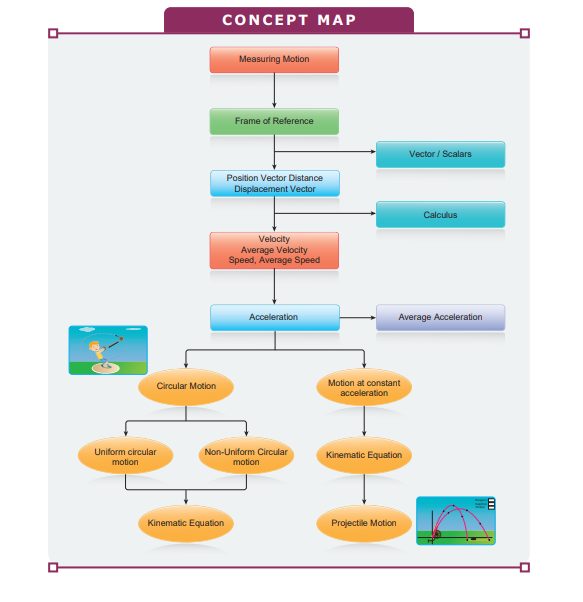 CONCEPT MAP
Measuring Motion
Frame of Reference
Vector / Scalars
Position Vector Distance
Displacement Vector
Calculus
Velocity
Average Velocity
Speed, Average Speed
Acceleration
Average Acceleration
Circular Motion
Motion at constant
acceleration
Uniform circular
motion
Non-Uniform Circular
motion
Kinematic Equation
Kinematic Equation
Projectile Motion